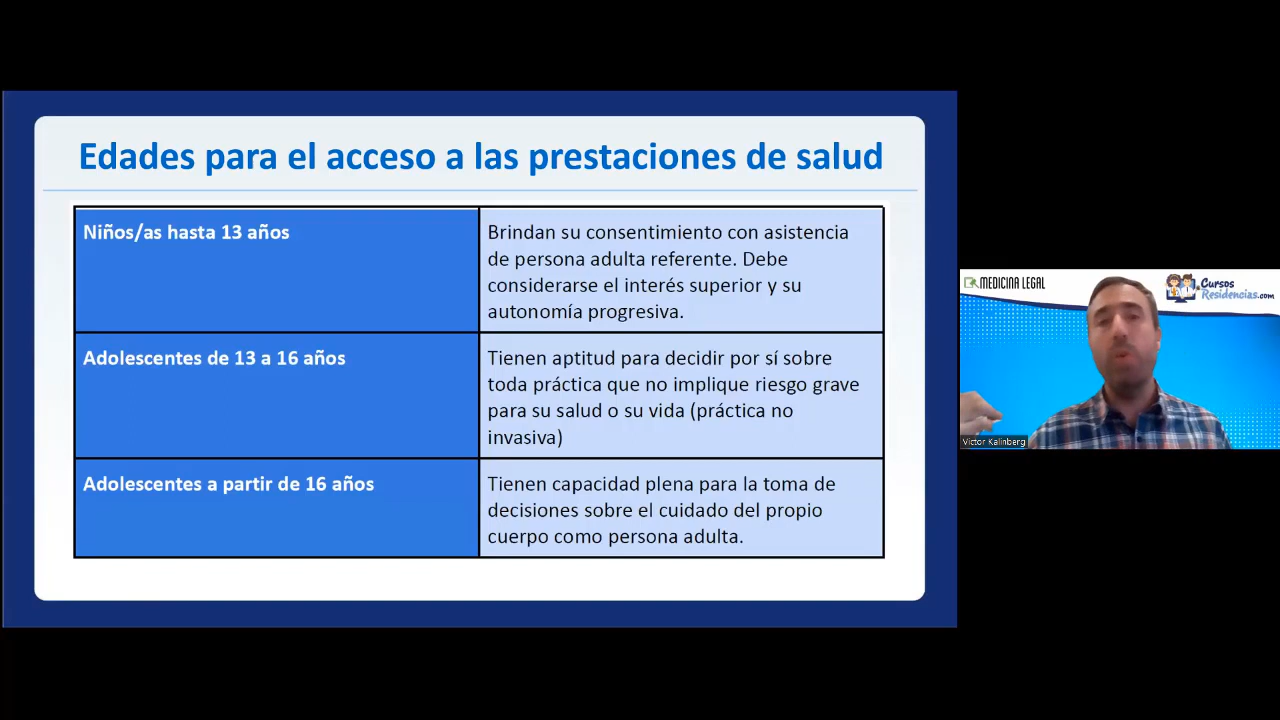 Edades para el acceso a las prestaciones de salud
Niños/as hasta 13 años
Brindan su consentimiento con asistencia
de persona adulta referente. Debe
considerarse el interés superior y su
autonomía progresiva.
Adolescentes de 13 a 16 años
Tienen aptitud para decidir por sí sobre
toda práctica que no implique riesgo grave
para su salud o su vida (práctica no
invasiva)
Adolescentes a partir de 16 años
Tienen capacidad plena para la toma de
decisiones sobre el cuidado del propio
cuerpo como persona adulta.
MEDICINA LEGAL
Cursos
Residencias.com
Victor Kalinberg